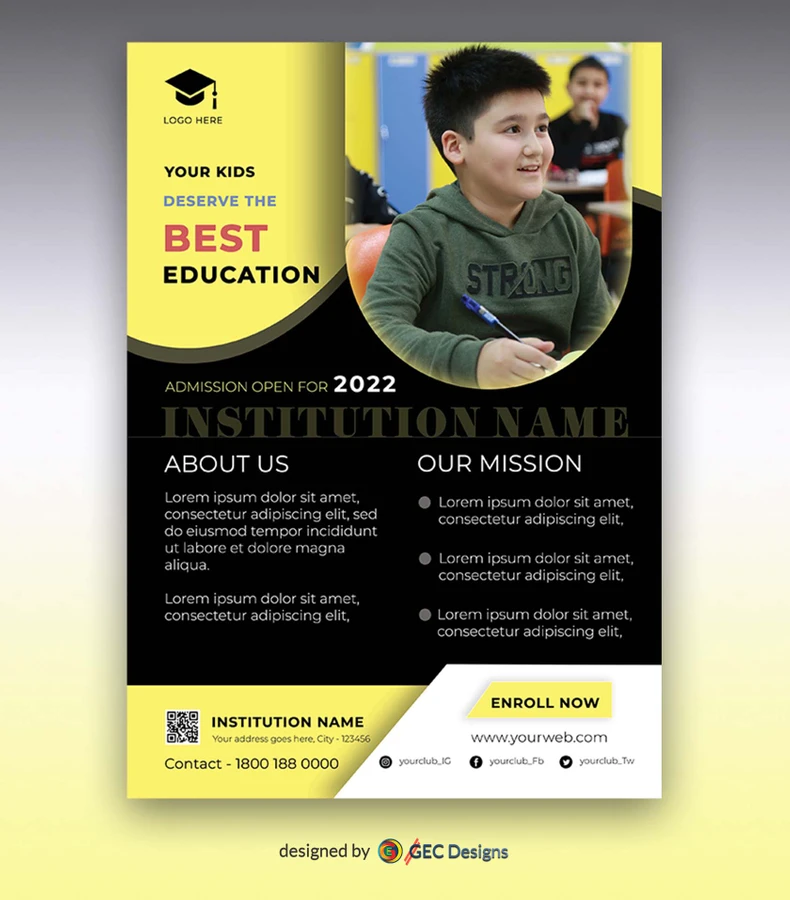 LOGO HERE
YOUR KIDS
DESERVE THE
BEST
EDUCATION
STRONG
ADMISSION OPEN FOR 2022
INSTITUTION NAME
ABOUT US
Lorem ipsum dolor sit amet,
consectetur adipiscing elit, sed
do eiusmod tempor incididunt
ut labore et dolore magna
aliqua.
Lorem ipsum dolor sit amet,
consectetur adipiscing elit,
OUR MISSION
Lorem ipsum dolor sit amet,
consectetur adipiscing elit,
Lorem ipsum dolor sit amet,
consectetur adipiscing elit,
Lorem ipsum dolor sit amet,
consectetur adipiscing elit,
INSTITUTION NAME
Your address goes here, City - 123456
Contact - 1800 188 0000
ENROLL NOW
www.yourweb.com
yourclub_IG yourclub_Fb yourclub_Tw
designed by GEC Designs